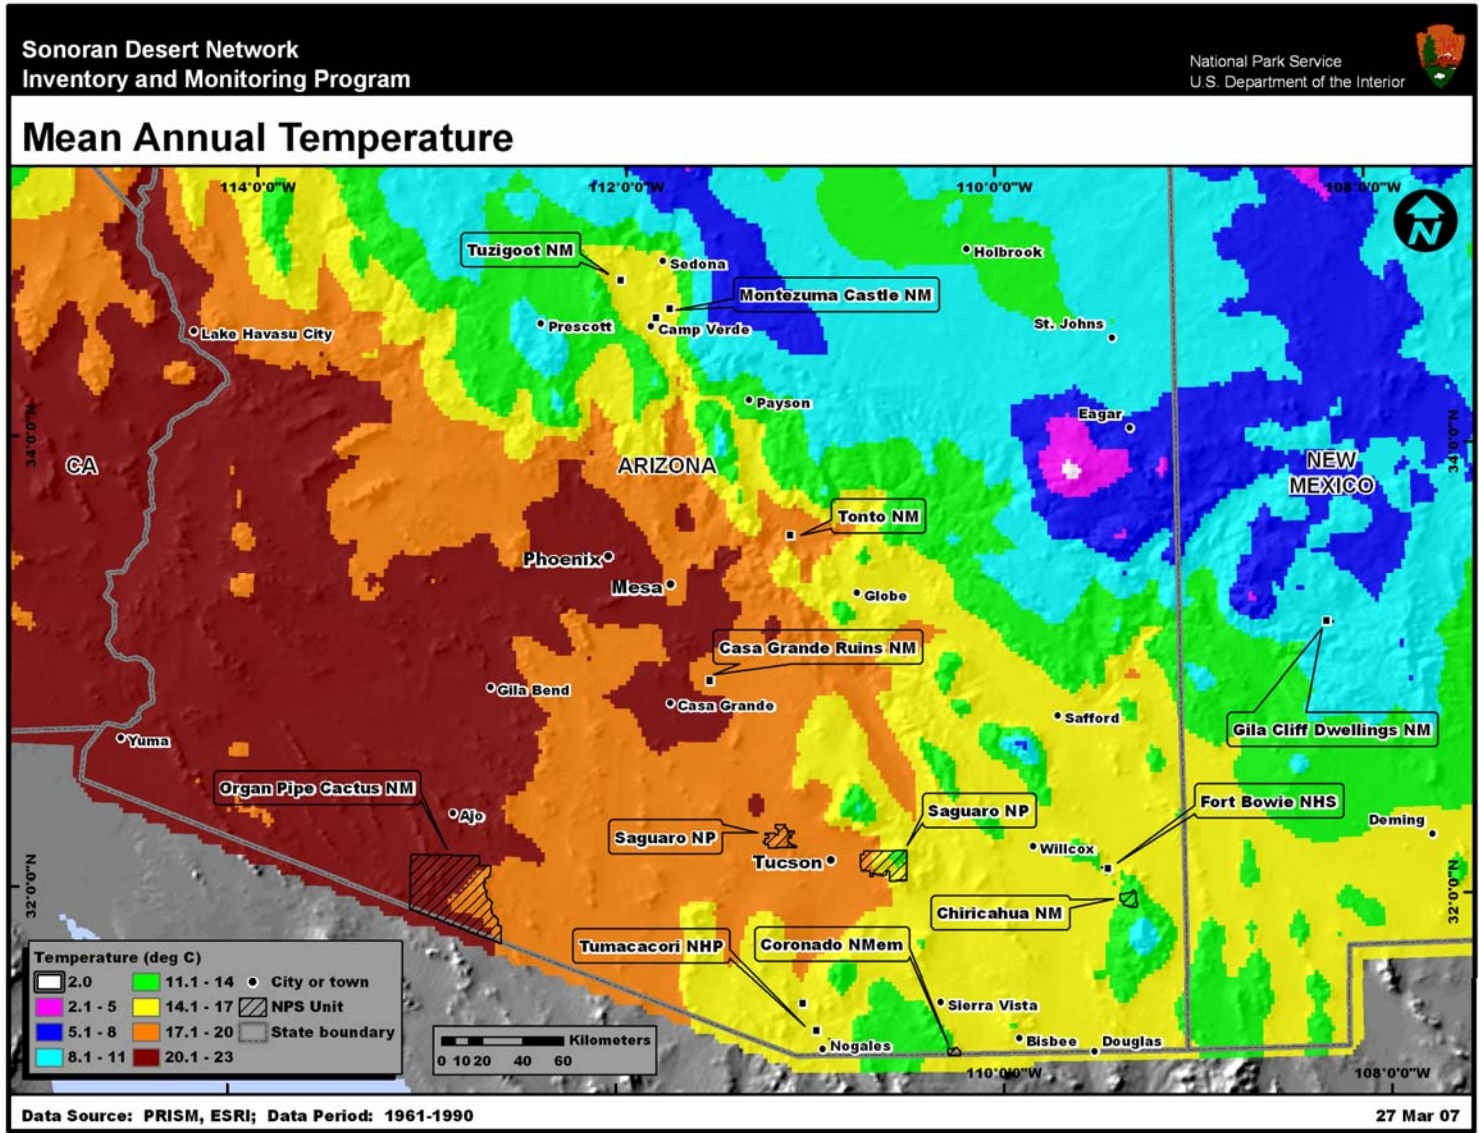 Sonoran Desert Network
Inventory and Monitoring Program
National Park Service
U.S. Department of the Interior
Mean Annual Temperature
114°0'0"W
112°0'0"W
110°0'0"W
108°0'0"W
N
Tuzigoot NM
Sedona
Holbrook
Montezuma Castle NM
Lake Havasu City
Prescott
Camp Verde
St. Johns
Payson
Eagar
34°0'0"N
34°0'0"N
CA
ARIZONA
NEW
MEXICO
Tonto NM
Phoenix
Mesa
Globe
Casa Grande Ruins NM
Gila Bend
Casa Grande
Safford
Gila Cliff Dwellings NM
Yuma
Organ Pipe Cactus NM
Ajo
Saguaro NP
Saguaro NP
Fort Bowie NHS
Deming
Tucson
Willcox
32°0'0"N
32°0'0"N
Chiricahua NM
Tumacacori NHP
Coronado NMem
Sierra Vista
Nogales
Bisbee
Douglas
Temperature (deg C)
2.0
11.1 - 14
City or town
2.1 - 5
14.1 - 17
NPS Unit
5.1 - 8
17.1 - 20
State boundary
8.1 - 11
20.1 - 23
Kilometers
0 10 20 40 60
110°0'0"W
108°0'0"W
Data Source: PRISM, ESRI; Data Period: 1961-1990
27 Mar 07